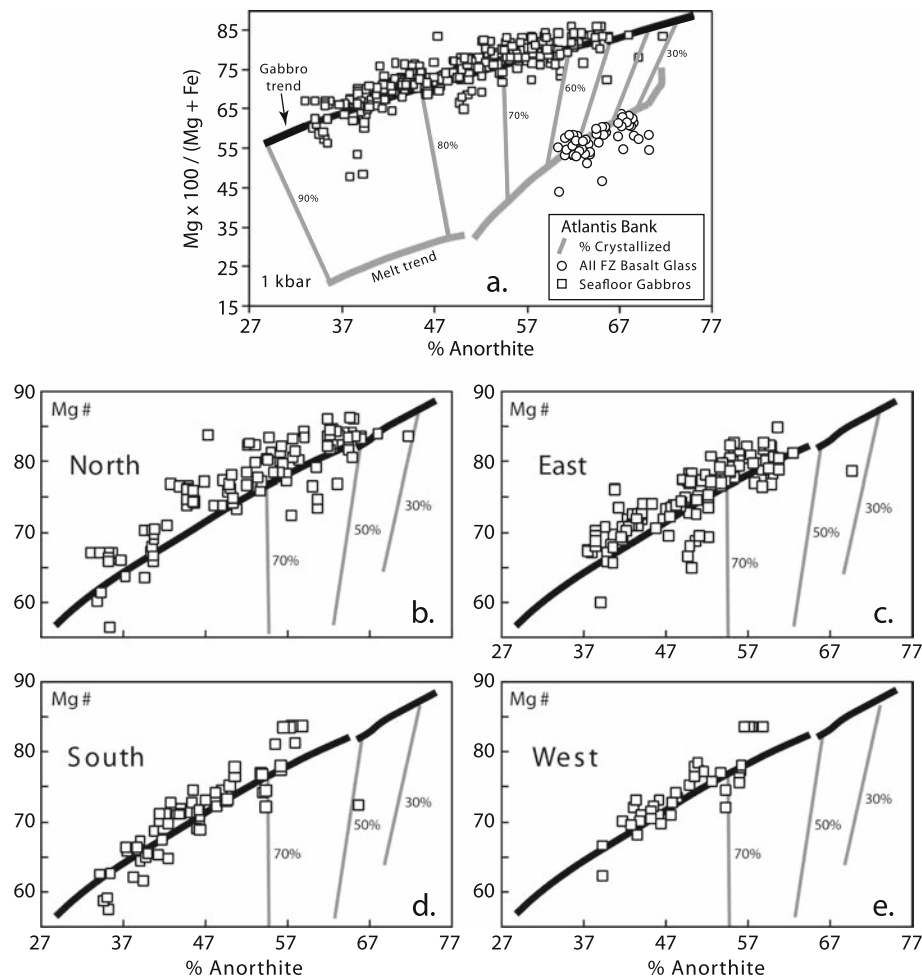 85
75
65
55
45
35
25
15
Mg x 100 / (Mg + Fe)
Gabbro
trend
90%
80%
70%
60%
30%
1 kbar
Melt trend
a.
Atlantis Bank
% Crystallized
All FZ Basalt Glass
Seafloor Gabbros
27 37 47 57 67 77
% Anorthite
90
80
70
60
Mg #
North
70%
50%
30%
b.
37 47 57 67
90
80
70
60
Mg #
East
70%
50%
30%
c.
27 37 47 57 67 77
90
80
70
60
Mg #
South
70%
50%
30%
d.
27 37 47 57 67 77
% Anorthite
Mg #
West
70%
50%
30%
e.
27 37 47 57 67 77
% Anorthite